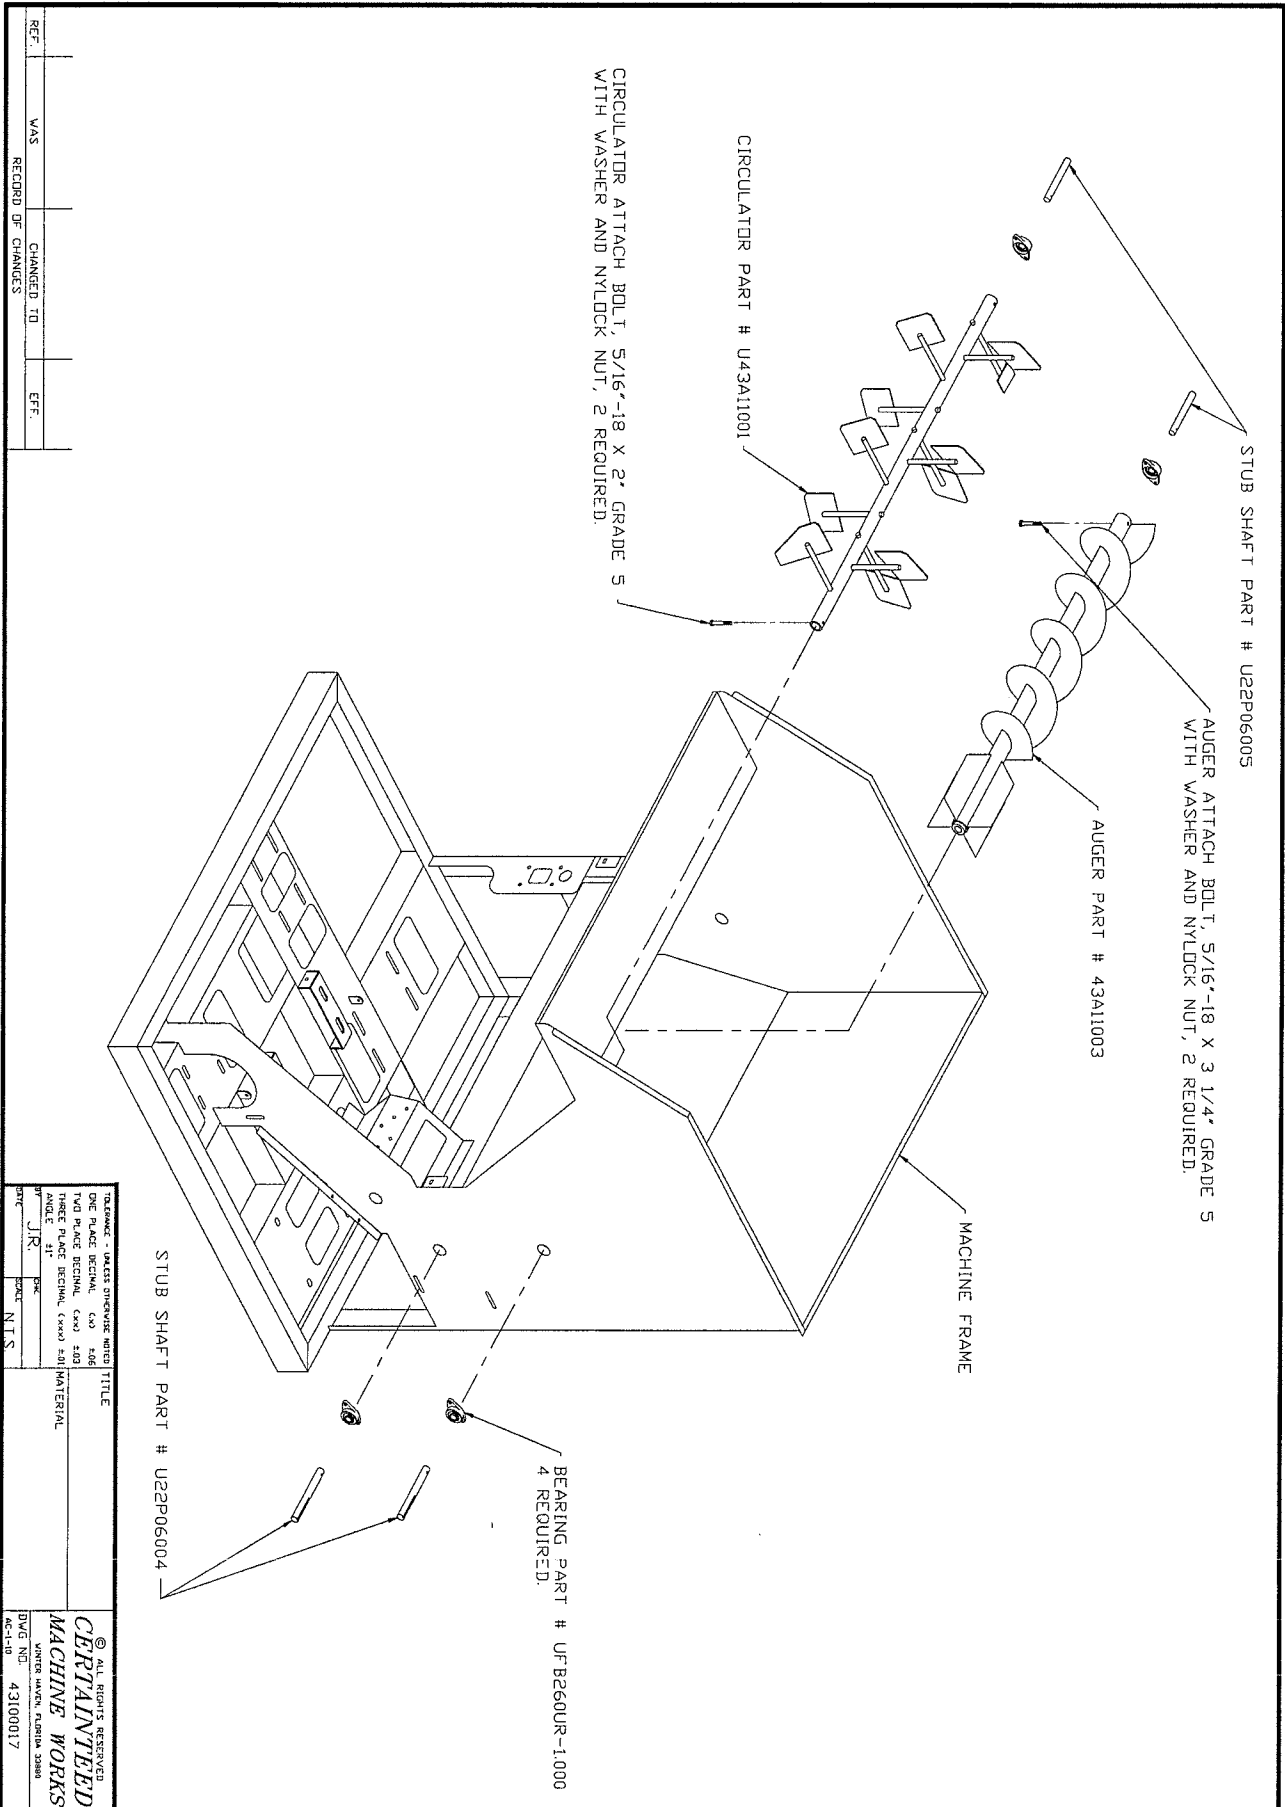 STUB SHAFT PART # U22P06005
AUGER ATTACH BOLT, 5/16"-18 X 3 1/4" GRADE 5
WITH WASHER AND NYLOCK NUT, 2 REQUIRED.
AUGER PART # 43A11003
MACHINE FRAME
CIRCULATOR PART # U43A11001
CIRCULATOR ATTACH BOLT, 5/16"-18 X 2" GRADE 5
WITH WASHER AND NYLOCK NUT, 2 REQUIRED.
BEARING PART # UFB260UR-1.000
4 REQUIRED.
STUB SHAFT PART # U22P06004
REF. WAS CHANGED TO EFF.
RECORD OF CHANGES
TOLERANCE - UNLESS OTHERWISE NOTED
ONE PLACE DECIMAL (.x) ±.06
TWO PLACE DECIMAL (.xx) ±.03
THREE PLACE DECIMAL (.xxx) ±.01
ANGLE ±1°
BY J.R. CHK
DATE SCALE N.T.S.
TITLE
MATERIAL
© ALL RIGHTS RESERVED
CERTAINTEED
MACHINE WORKS
WINTER HAVEN, FLORIDA 33880
DWG NO. 43I00017
AC-1-10